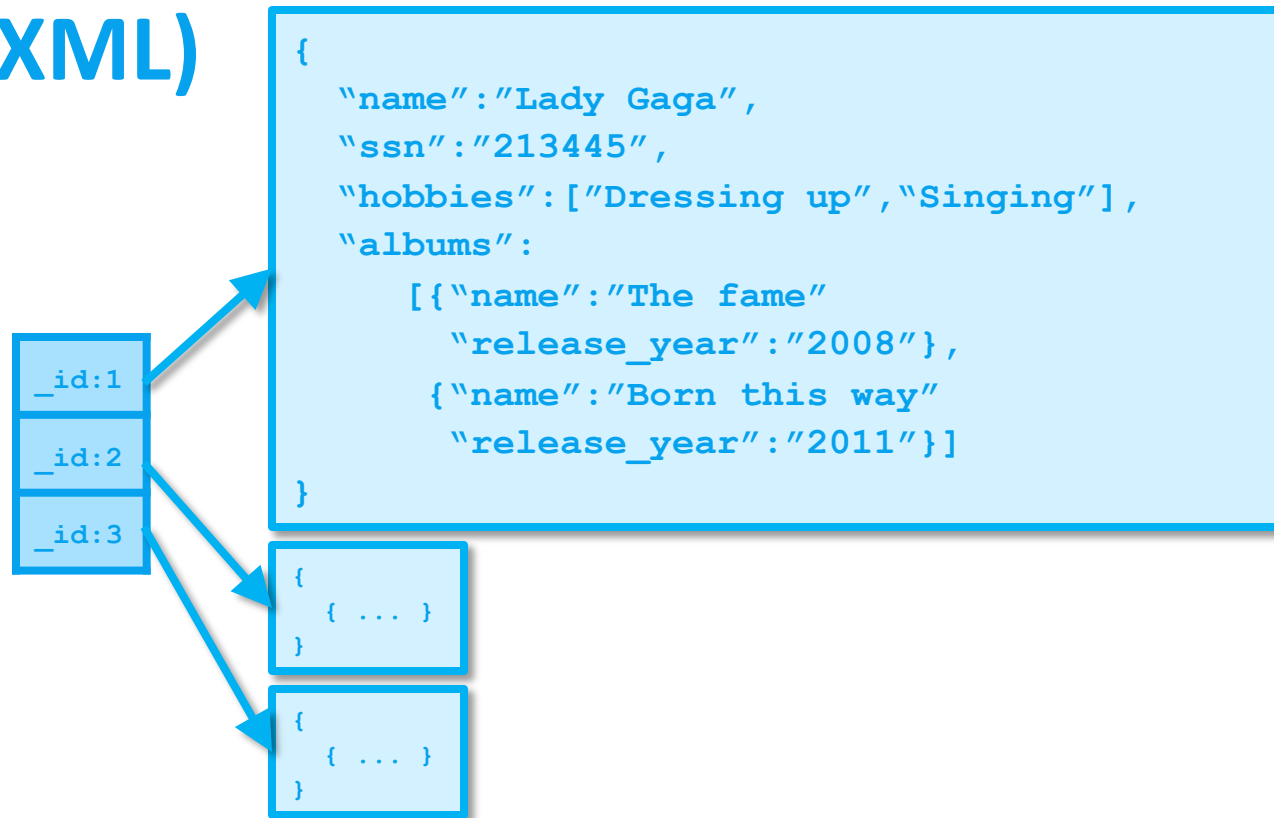 XML)
{
“name”:”Lady Gaga”,
“ssn”:”213445”,
“hobbies”:[”Dressing up”,“Singing”],
“albums”:
[{“name”:”The fame”
“release_year”:”2008”},
{“name”:”Born this way”
“release_year”:”2011”}]
}
_id:1
_id:2
_id:3
{
{ ... }
}
{
{ ... }
}